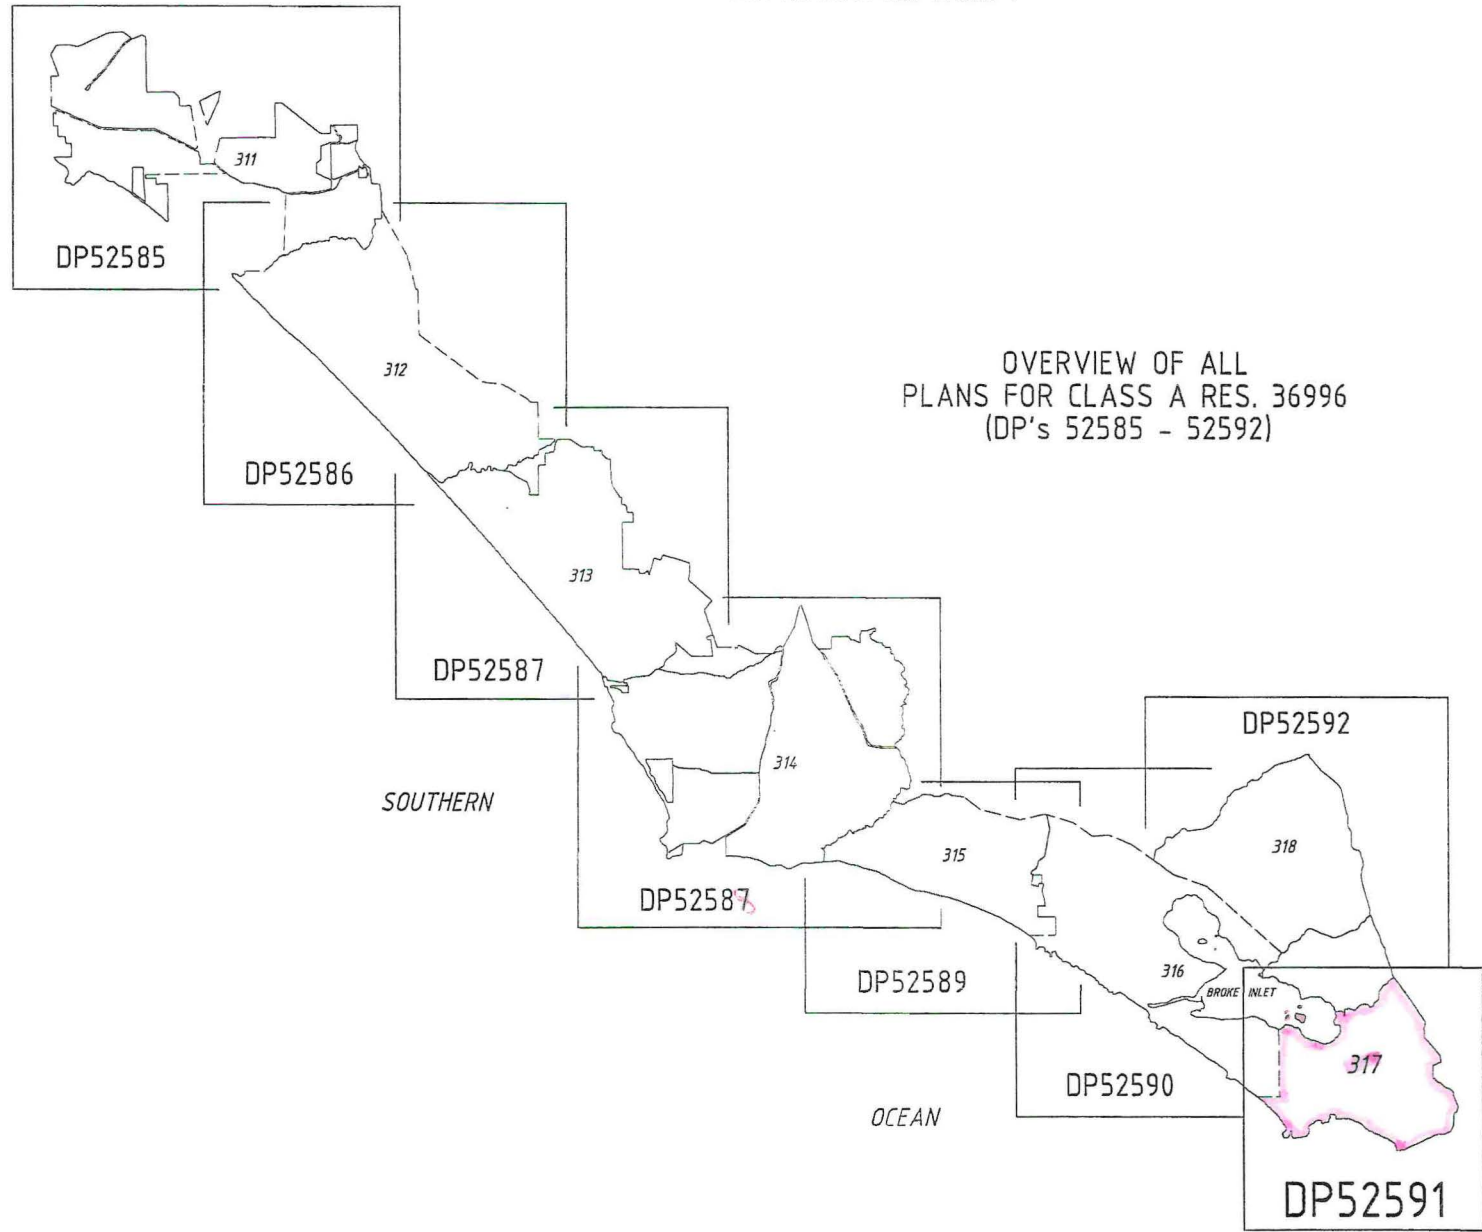 311
DP52585
312
OVERVIEW OF ALL
PLANS FOR CLASS A RES. 36996
(DP's 52585 - 52592)
DP52586
313
DP52587
DP52592
314
SOUTHERN
315
318
DP52588
316
DP52589
BROKE INLET
317
DP52590
OCEAN
DP52591